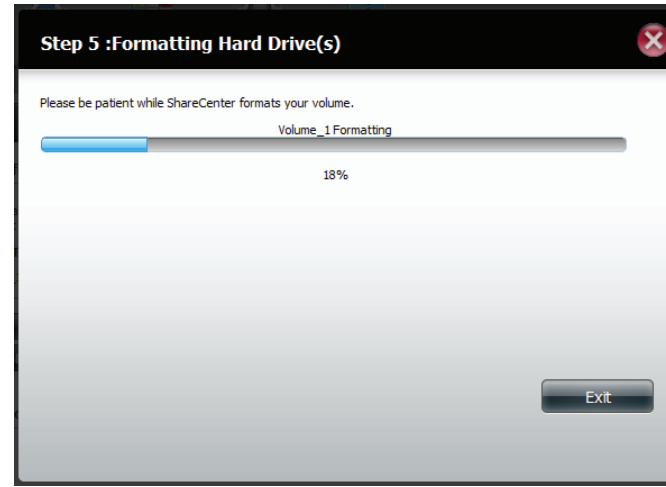 Step 5 :Formatting Hard Drive(s)
Please be patient while ShareCenter formats your volume.
Volume_1 Formatting
18%
Exit